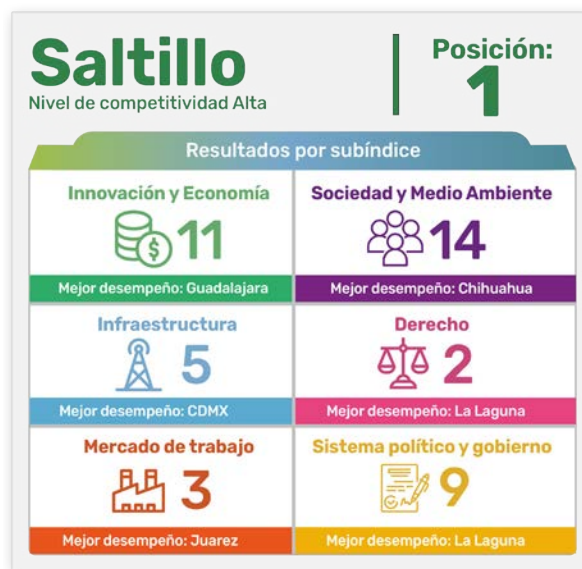 Saltillo
Nivel de competitividad Alta
Posición:
1
Resultados por subíndice
Innovación y Economía
$
11
Mejor desempeño: Guadalajara
Sociedad y Medio Ambiente
14
Mejor desempeño: Chihuahua
Infraestructura
5
Mejor desempeño: CDMX
Derecho
2
Mejor desempeño: La Laguna
Mercado de trabajo
3
Mejor desempeño: Juarez
Sistema político y gobierno
9
Mejor desempeño: La Laguna